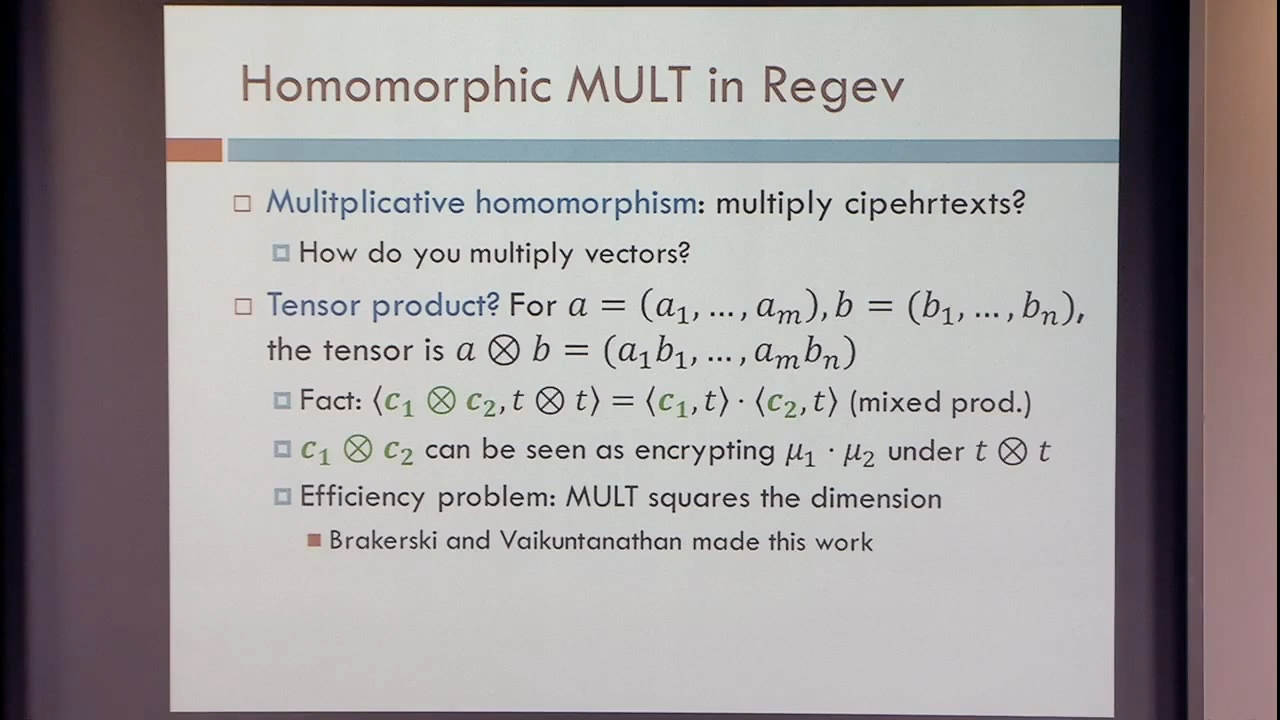 Homomorphic MULT in Regev
Mulitplicative homomorphism: multiply cipehrtexts?
How do you multiply vectors?
Tensor product? For a = (a₁, ..., aₘ), b = (b₁, ..., bₙ),
the tensor is a ⊗ b = (a₁b₁, ..., aₘbₙ)
Fact: ⟨c₁ ⊗ c₂, t ⊗ t⟩ = ⟨c₁, t⟩ · ⟨c₂, t⟩ (mixed prod.)
c₁ ⊗ c₂ can be seen as encrypting μ₁ · μ₂ under t ⊗ t
Efficiency problem: MULT squares the dimension
Brakerski and Vaikuntanathan made this work